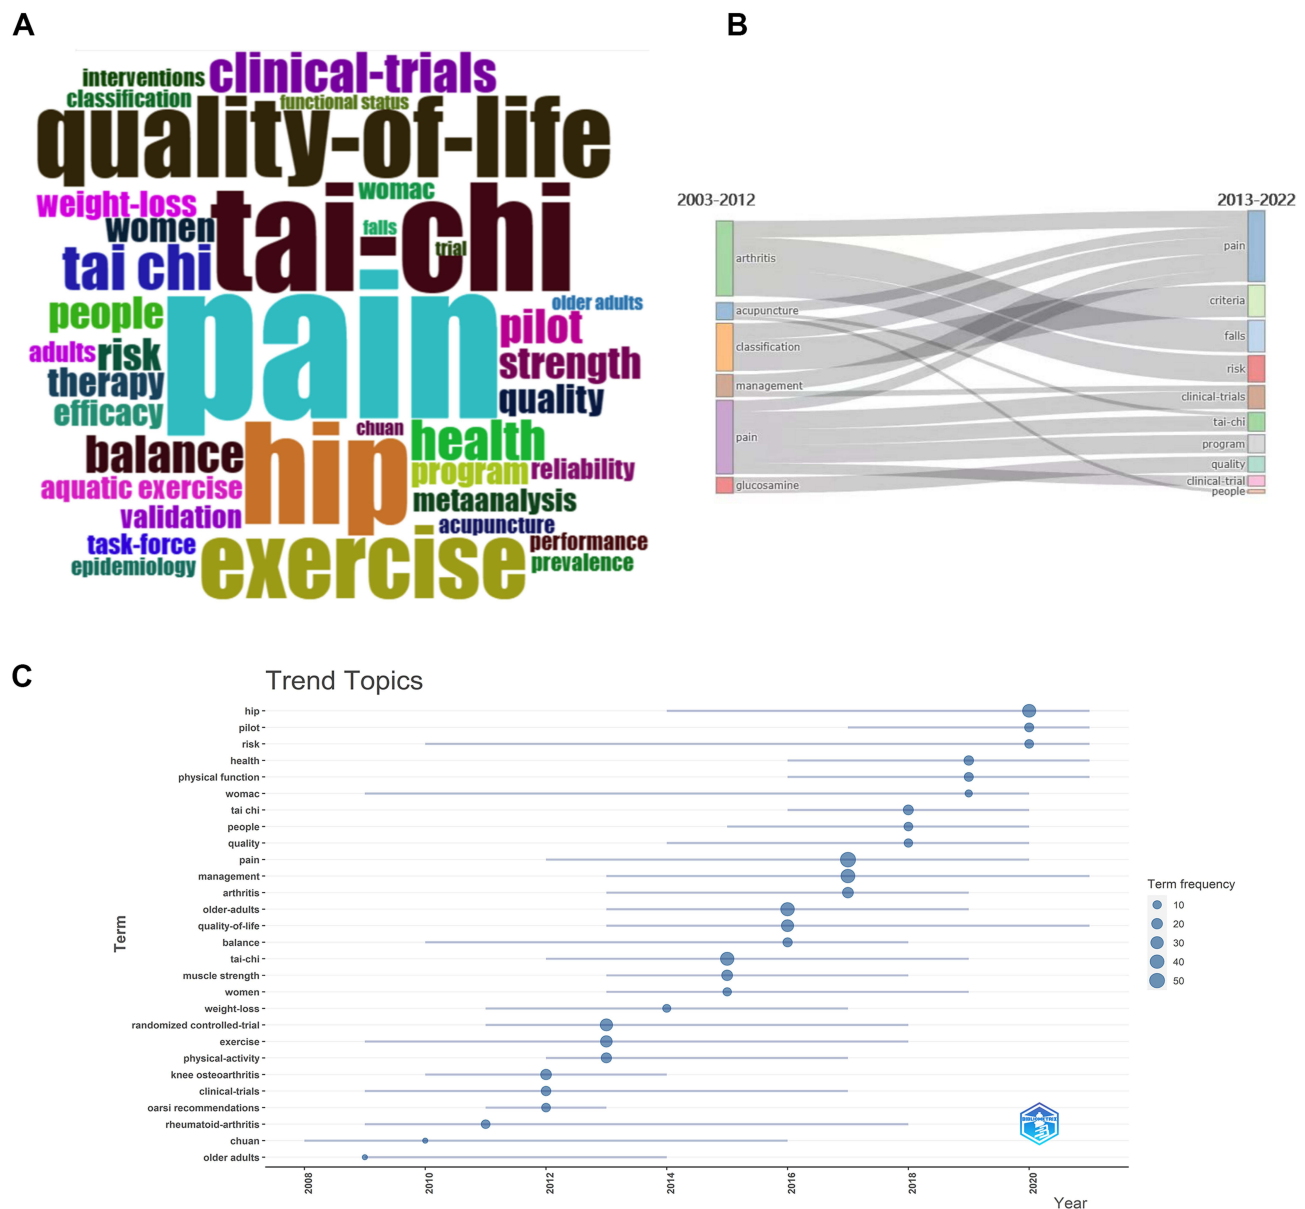 A
interventions
clinical-trials
classification
functional status
quality-of-life
weight-loss
womac
women
tai-chi
falls
trial
tai chi
people
pain
older adults
pilot
adults
risk
strength
therapy
quality
efficacy
chuan
balance
hip
health
aquatic exercise
program
reliability
metaanalysis
validation
acupuncture
task-force
performance
epidemiology
exercise
prevalence
B
2003-2012
2013-2022
arthritis
acupuncture
classification
management
pain
glucosamine
pain
criteria
falls
risk
clinical-trials
tai-chi
program
quality
clinical-trial
people
C
Trend Topics
Term
hip
pilot
risk
health
physical function
womac
tai chi
people
quality
pain
management
arthritis
older-adults
quality-of-life
balance
tai-chi
muscle strength
women
weight-loss
randomized controlled-trial
exercise
physical-activity
knee osteoarthritis
clinical-trials
oarsi recommendations
rheumatoid-arthritis
chuan
older adults
2008
2010
2012
2014
2016
2018
2020
Year
Term frequency
10
20
30
40
50
BIBLIOMETRIX